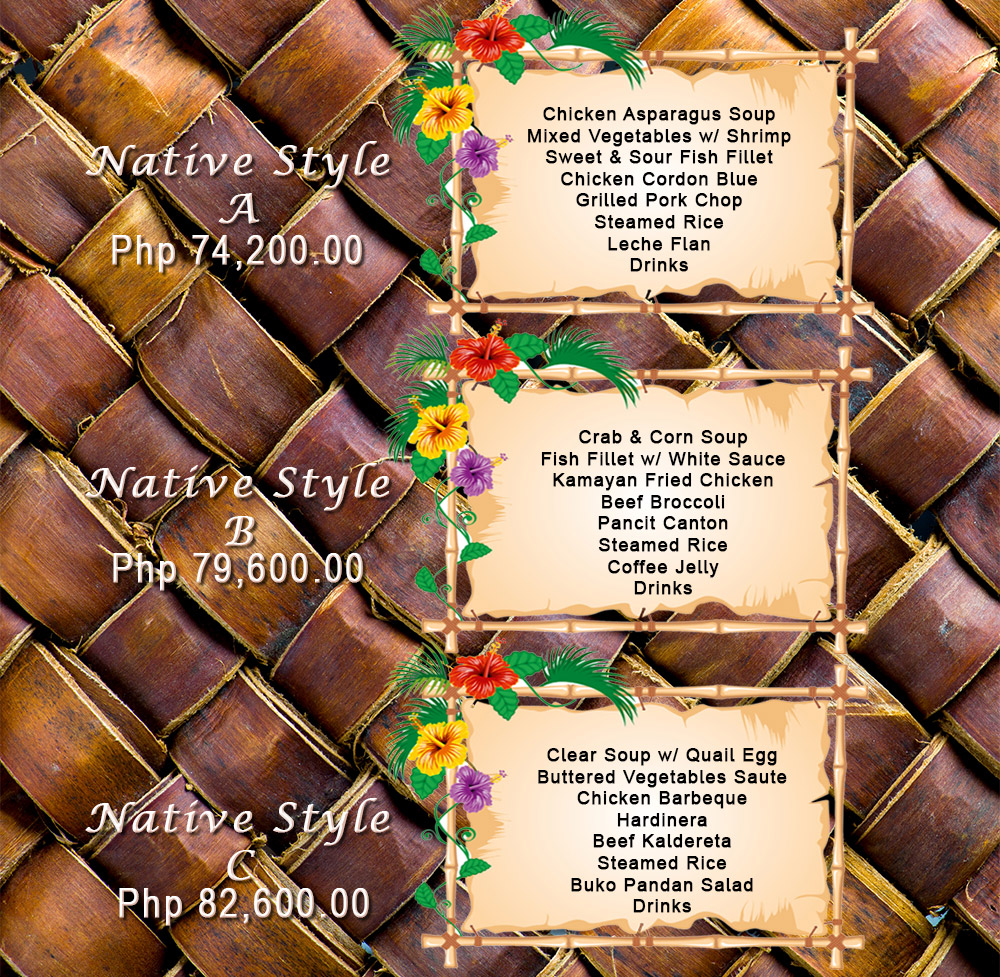 Native Style
A
Php 74,200.00
Chicken Asparagus Soup
Mixed Vegetables w/ Shrimp
Sweet & Sour Fish Fillet
Chicken Cordon Blue
Grilled Pork Chop
Steamed Rice
Leche Flan
Drinks
Native Style
B
Php 79,600.00
Crab & Corn Soup
Fish Fillet w/ White Sauce
Kamayan Fried Chicken
Beef Broccoli
Pancit Canton
Steamed Rice
Coffee Jelly
Drinks
Native Style
C
Php 82,600.00
Clear Soup w/ Quail Egg
Buttered Vegetables Saute
Chicken Barbeque
Hardinera
Beef Kaldereta
Steamed Rice
Buko Pandan Salad
Drinks